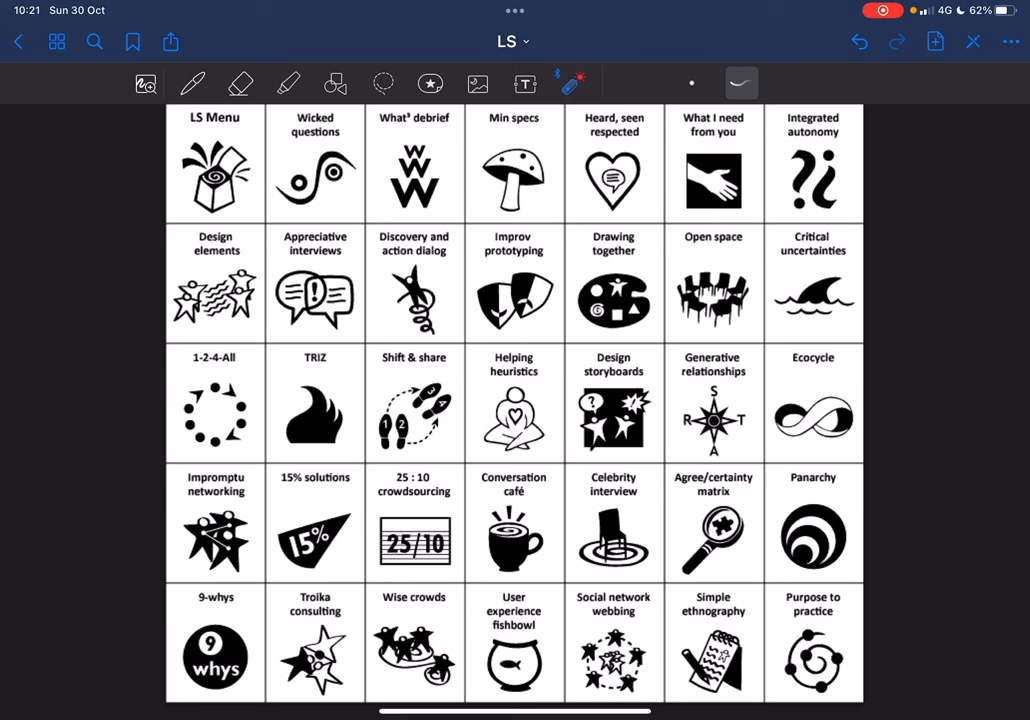 10:21 Sun 30 Oct
4G 62%
LS
T
LS Menu
Wicked
questions
What³ debrief
W
W
W
Min specs
Heard, seen
respected
What I need
from you
Integrated
autonomy
Design
elements
Appreciative
interviews
!
Discovery and
action dialog
Improv
prototyping
Drawing
together
Open space
Critical
uncertainties
1-2-4-All
TRIZ
Shift & share
1 2 3 4
Helping
heuristics
Design
storyboards
? !
Generative
relationships
S
R T
A
Ecocycle
Impromptu
networking
15% solutions
15%
25 : 10
crowdsourcing
25/10
Conversation
café
Celebrity
interview
Agree/certainty
matrix
Panarchy
9-whys
9
whys
Troika
consulting
Wise crowds
User
experience
fishbowl
Social network
webbing
Simple
ethnography
Purpose to
practice